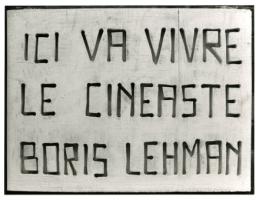 ICI VA VIVRE
LE CINEASTE
BORIS LEHMAN